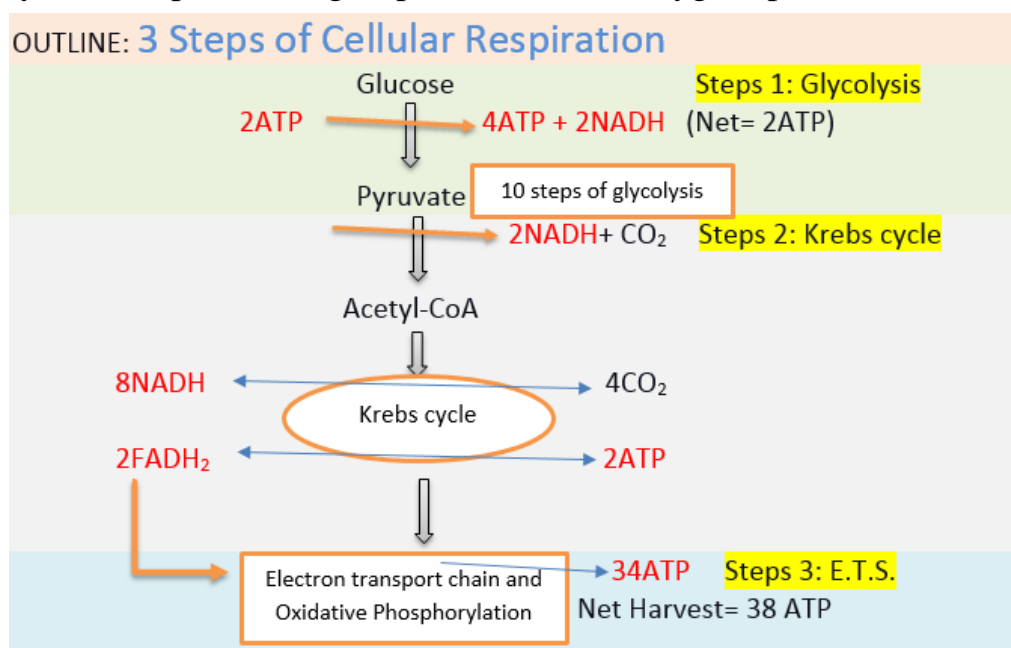 OUTLINE: 3 Steps of Cellular Respiration
Glucose
Steps 1: Glycolysis
2ATP
4ATP + 2NADH (Net= 2ATP)
Pyruvate
10 steps of glycolysis
2NADH+ CO₂
Steps 2: Krebs cycle
Acetyl-CoA
8NADH
4CO₂
Krebs cycle
2FADH₂
2ATP
Electron transport chain and
Oxidative Phosphorylation
34ATP
Steps 3: E.T.S.
Net Harvest= 38 ATP